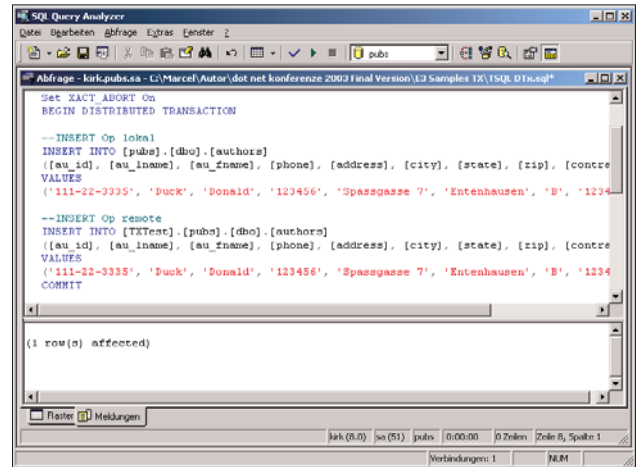 SQL Query Analyzer
Datei Bearbeiten Abfrage Extras Fenster ?
pubs
Abfrage - kirk.pubs.sa - C:\Marcel\Autor\dot net konferenze 2003 Final Version\L3 Samples TX\TSQL DTx.sql*
Set XACT_ABORT On
BEGIN DISTRIBUTED TRANSACTION
--INSERT Op lokal
INSERT INTO [pubs].[dbo].[authors]
([au_id], [au_lname], [au_fname], [phone], [address], [city], [state], [zip], [contra
VALUES
('111-22-3335', 'Duck', 'Donald', '123456', 'Spassgasse 7', 'Entenhausen', 'B', '1234
--INSERT Op remote
INSERT INTO [TXTest].[pubs].[dbo].[authors]
([au_id], [au_lname], [au_fname], [phone], [address], [city], [state], [zip], [contra
VALUES
('111-22-3335', 'Duck', 'Donald', '123456', 'Spassgasse 7', 'Entenhausen', 'B', '1234
COMMIT
(1 row(s) affected)
Raster Meldungen
kirk (8.0) sa (51) pubs 0:00:00 0 Zeilen Zeile 8, Spalte 1
Verbindungen: 1 NUM